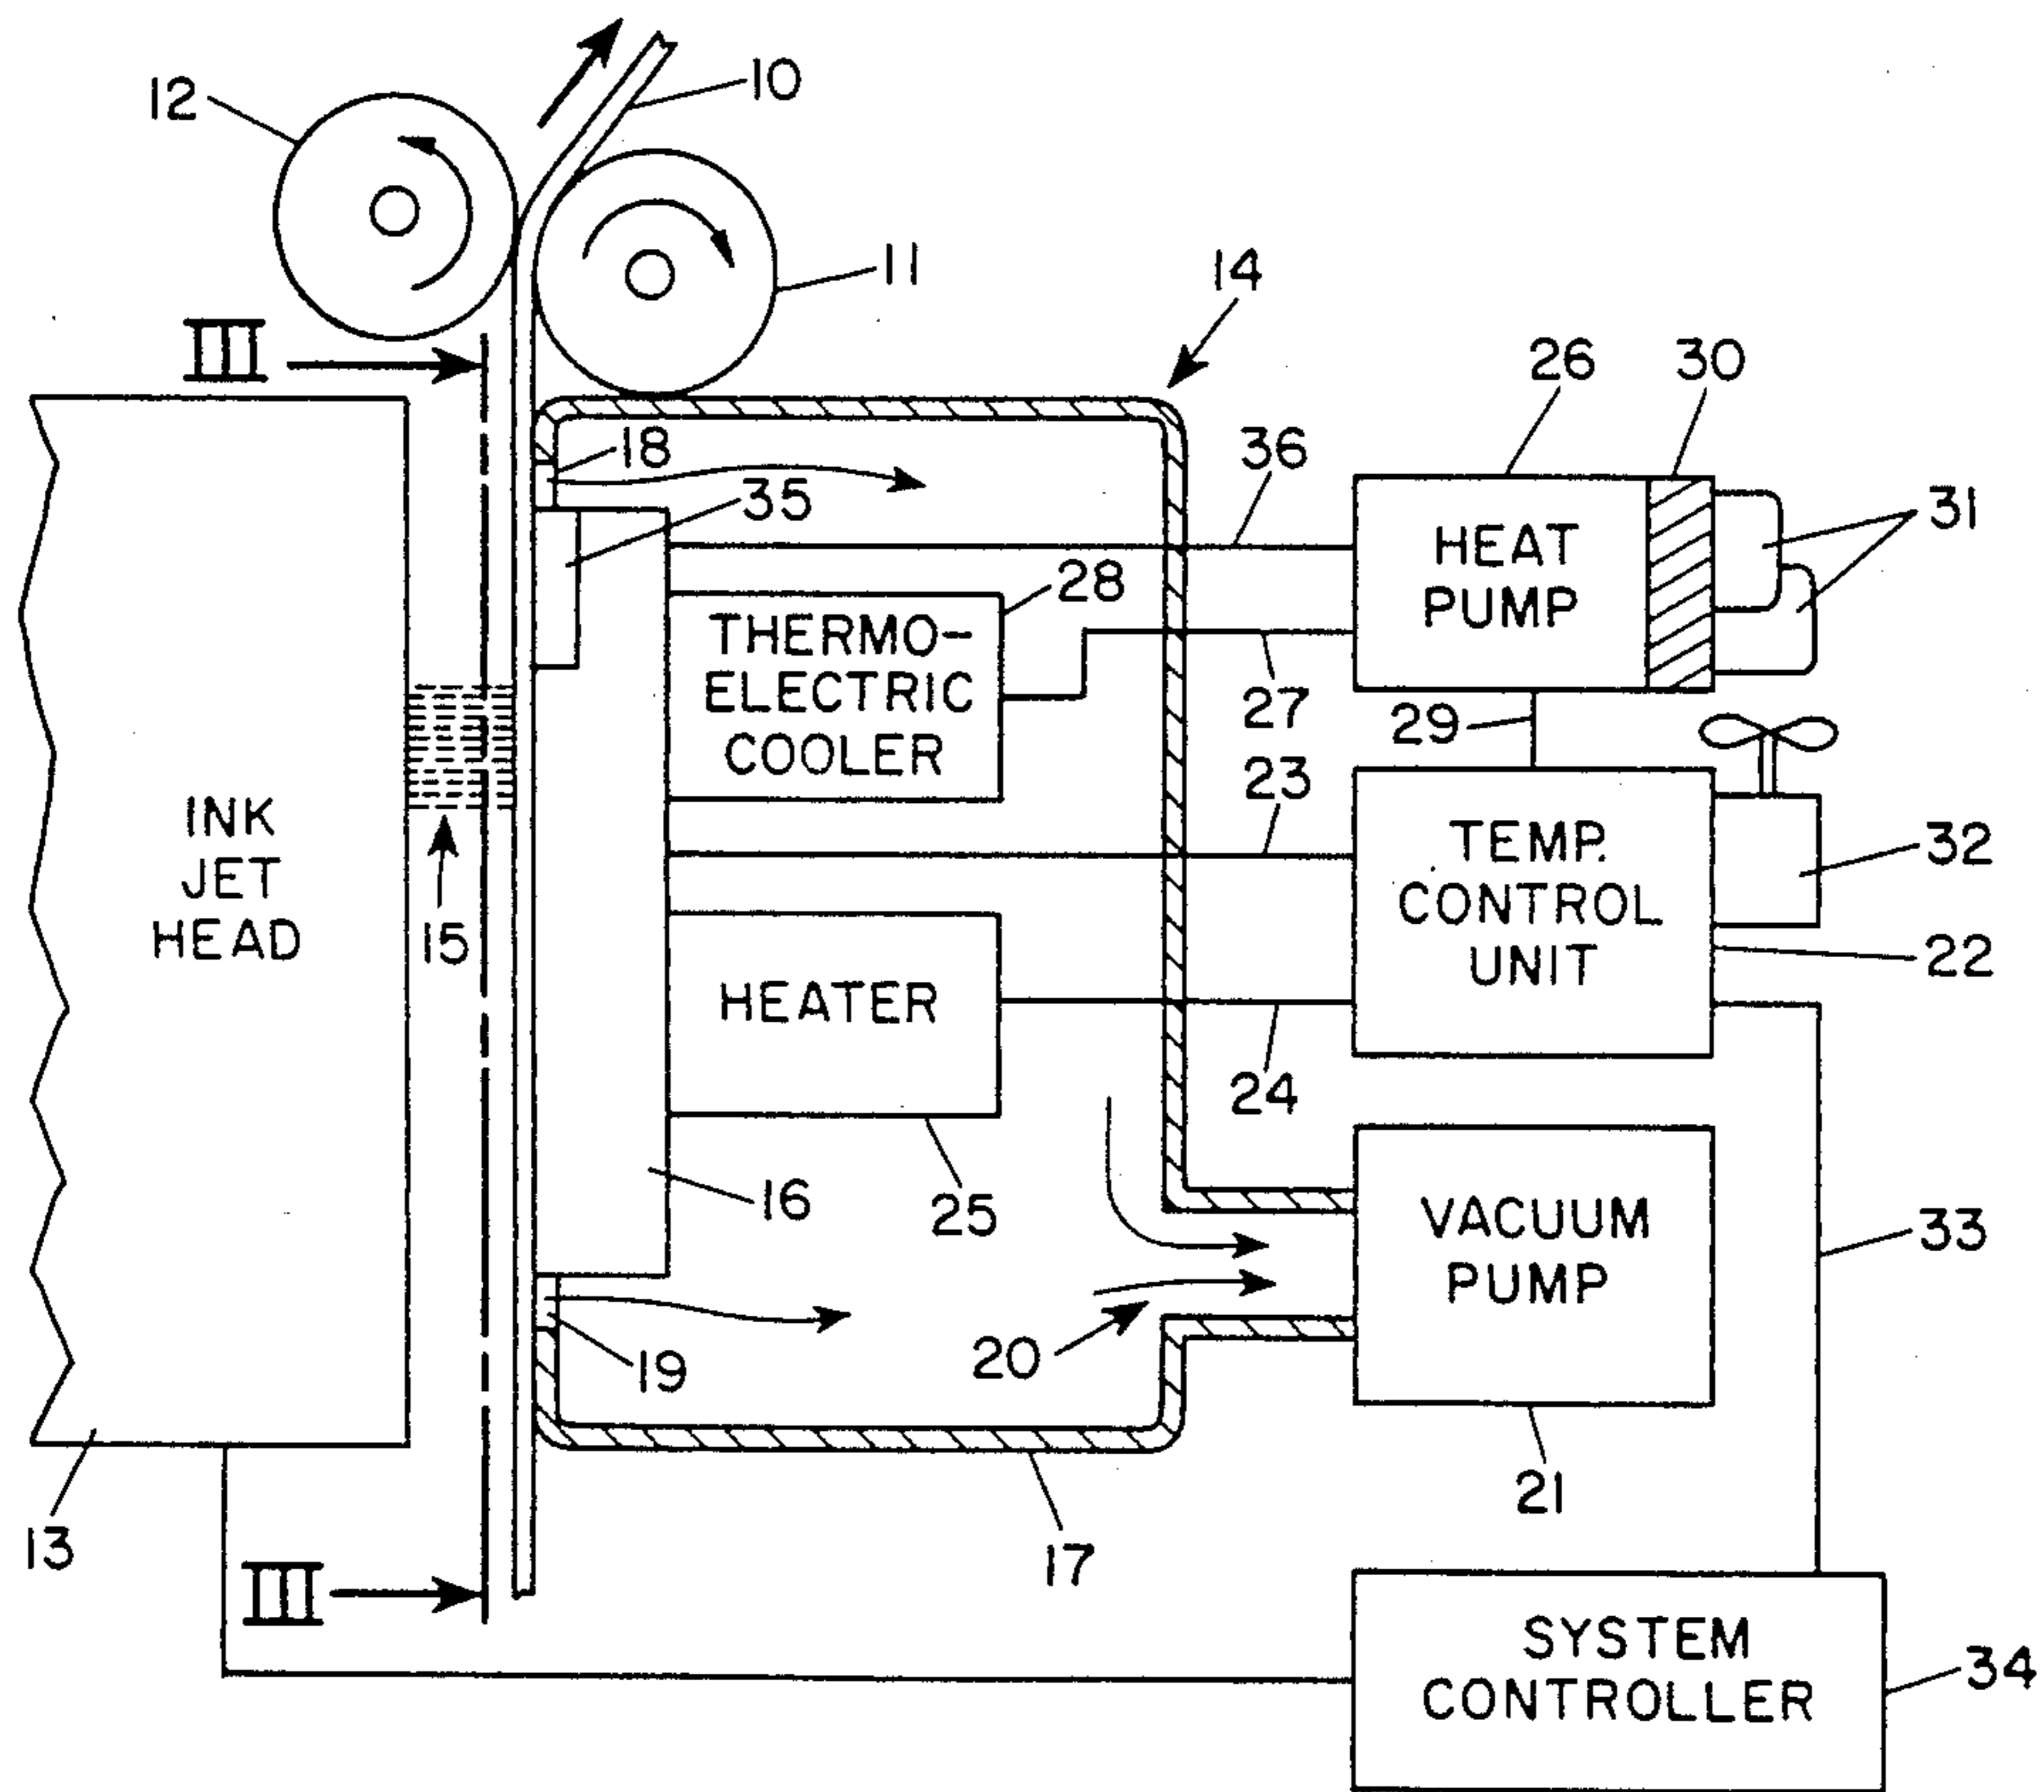 10
12
11
14
III
26
30
18
36
35
31
HEAT
PUMP
28
THERMO-
ELECTRIC
COOLER
27
29
23
INK
JET
HEAD
15
TEMP.
CONTROL
UNIT
32
22
HEATER
24
16
25
VACUUM
PUMP
33
20
19
21
13
17
III
SYSTEM
CONTROLLER
34